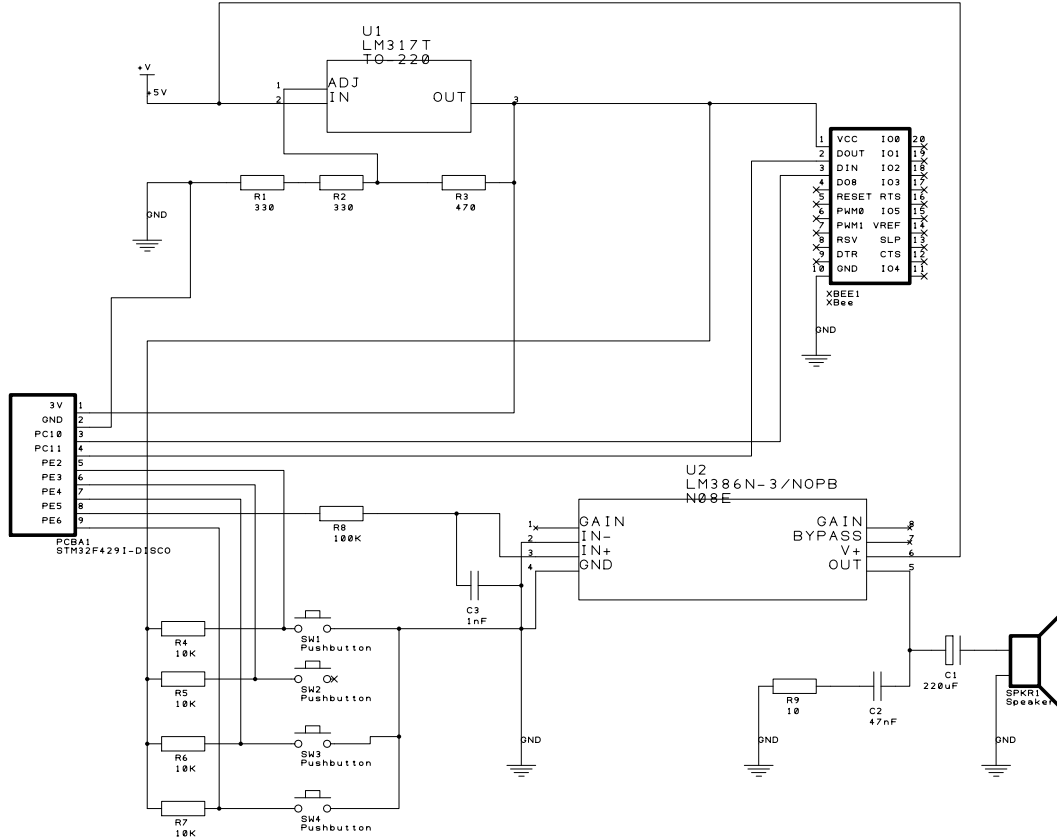 U1
LM317T
TO-220
+V
+5V
1
ADJ
2
IN
OUT
3
R1
330
R2
330
R3
470
GND
1 VCC IO0 20
2 DOUT IO1 19
3 DIN IO2 18
4 DO8 IO3 17
5 RESET RTS 16
6 PWM0 IO5 15
7 PWM1 VREF 14
8 RSV SLP 13
9 DTR CTS 12
10 GND IO4 11
XBEE1
XBee
GND
3V 1
GND 2
PC10 3
PC11 4
PE2 5
PE3 6
PE4 7
PE5 8
PE6 9
PCBA1
STM32F429I-DISCO
R8
100K
U2
LM386N-3/NOPB
N08E
1 GAIN GAIN 8
2 IN- BYPASS 7
3 IN+ V+ 6
4 GND OUT 5
C3
1nF
R4
10K
SW1
Pushbutton
R5
10K
SW2
Pushbutton
R6
10K
SW3
Pushbutton
R7
10K
SW4
Pushbutton
GND
C1
220uF
R9
10
C2
47nF
SPKR1
Speaker
GND
GND